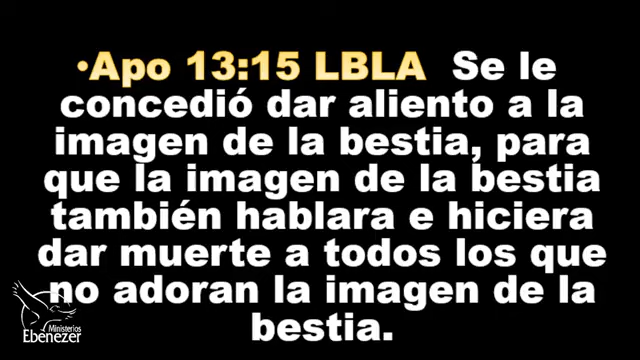 •Apo 13:15 LBLA Se le
concedió dar aliento a la
imagen de la bestia, para
que la imagen de la bestia
también hablara e hiciera
dar muerte a todos los que
no adoran la imagen de la
bestia.
Ministerios
Ebenezer